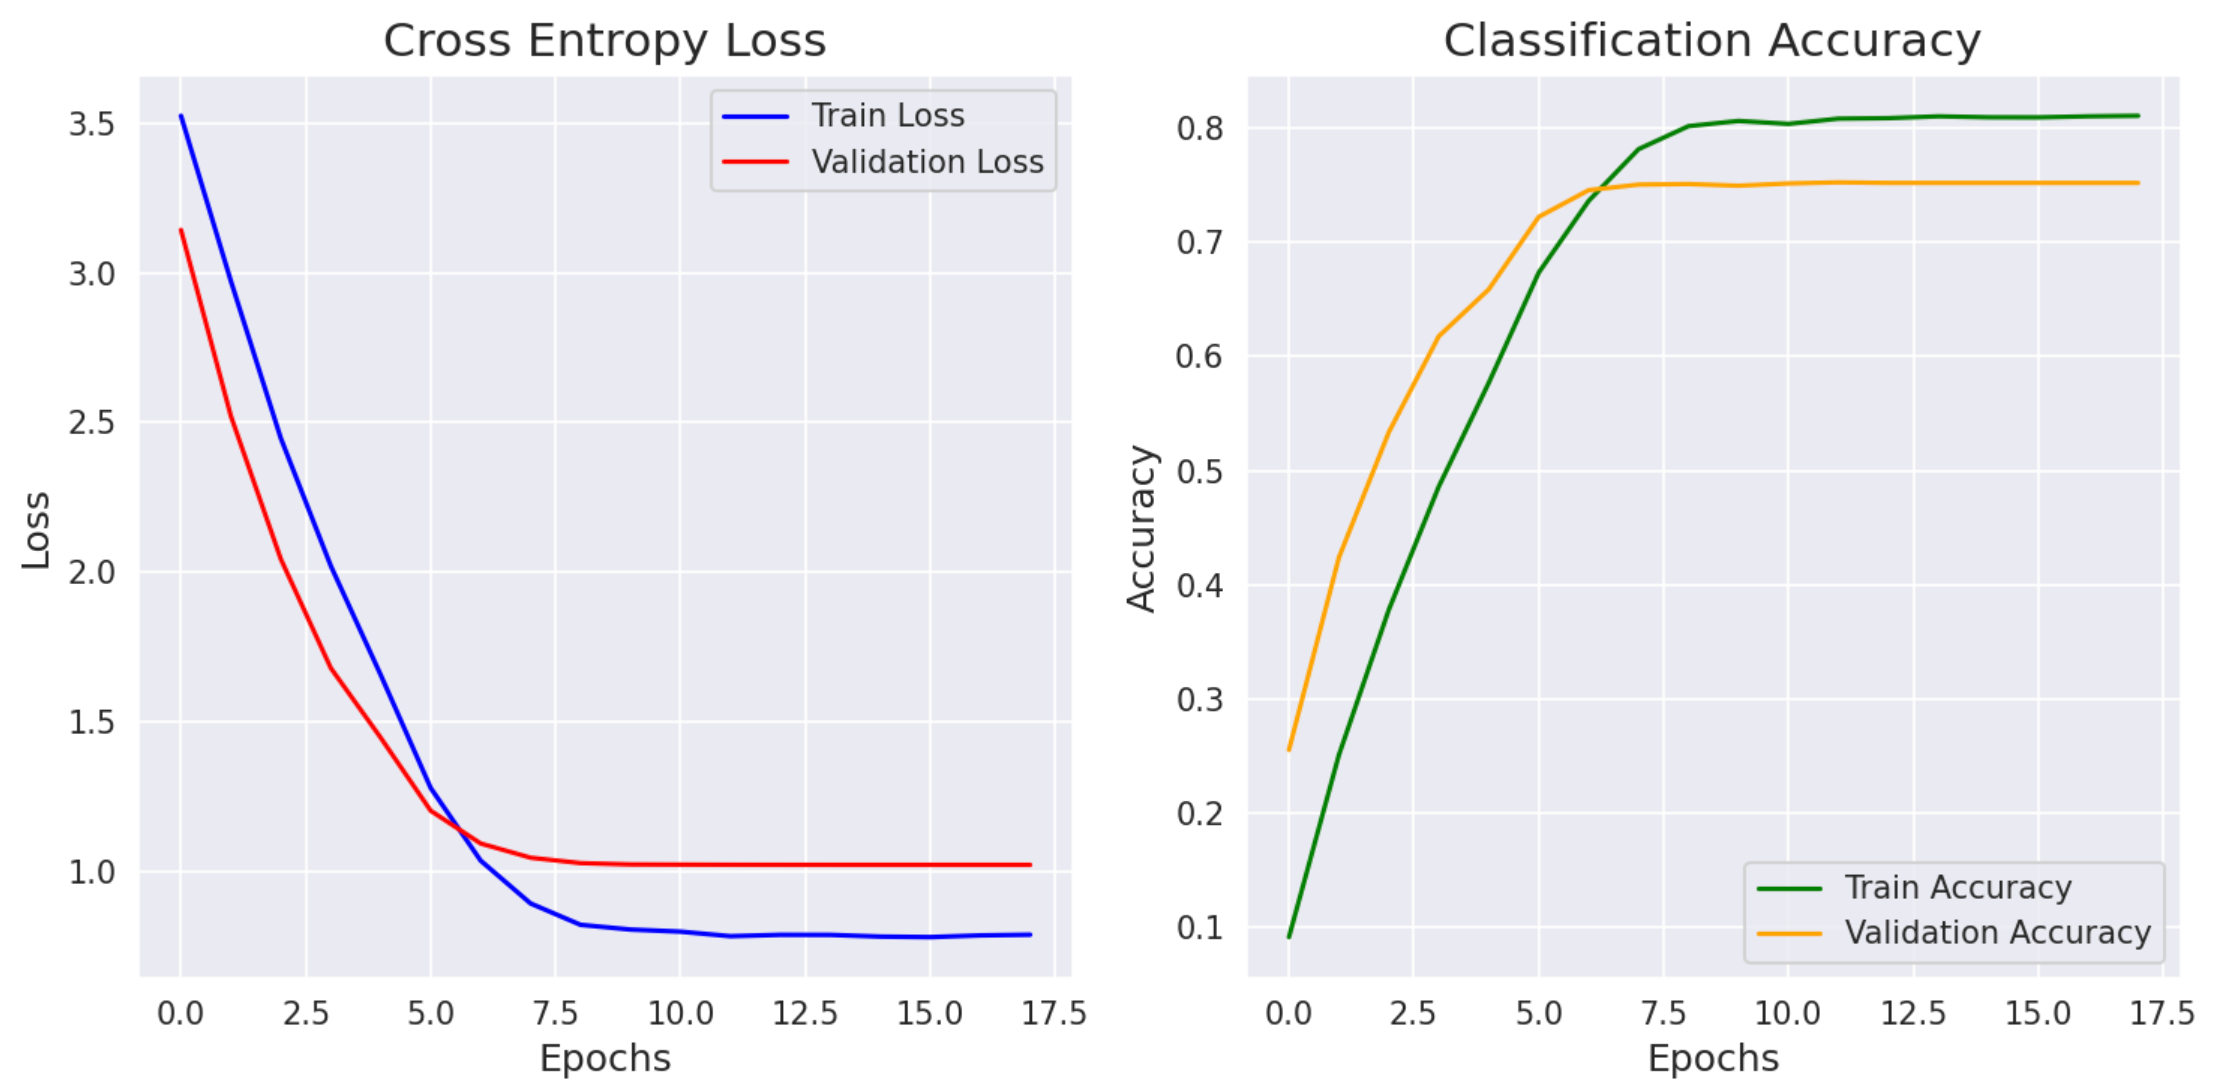 Cross Entropy Loss
Train Loss
Validation Loss
3.5
3.0
2.5
2.0
1.5
1.0
Loss
0.0 2.5 5.0 7.5 10.0 12.5 15.0 17.5
Epochs
Classification Accuracy
0.8
0.7
0.6
0.5
0.4
0.3
0.2
0.1
Accuracy
Train Accuracy
Validation Accuracy
0.0 2.5 5.0 7.5 10.0 12.5 15.0 17.5
Epochs